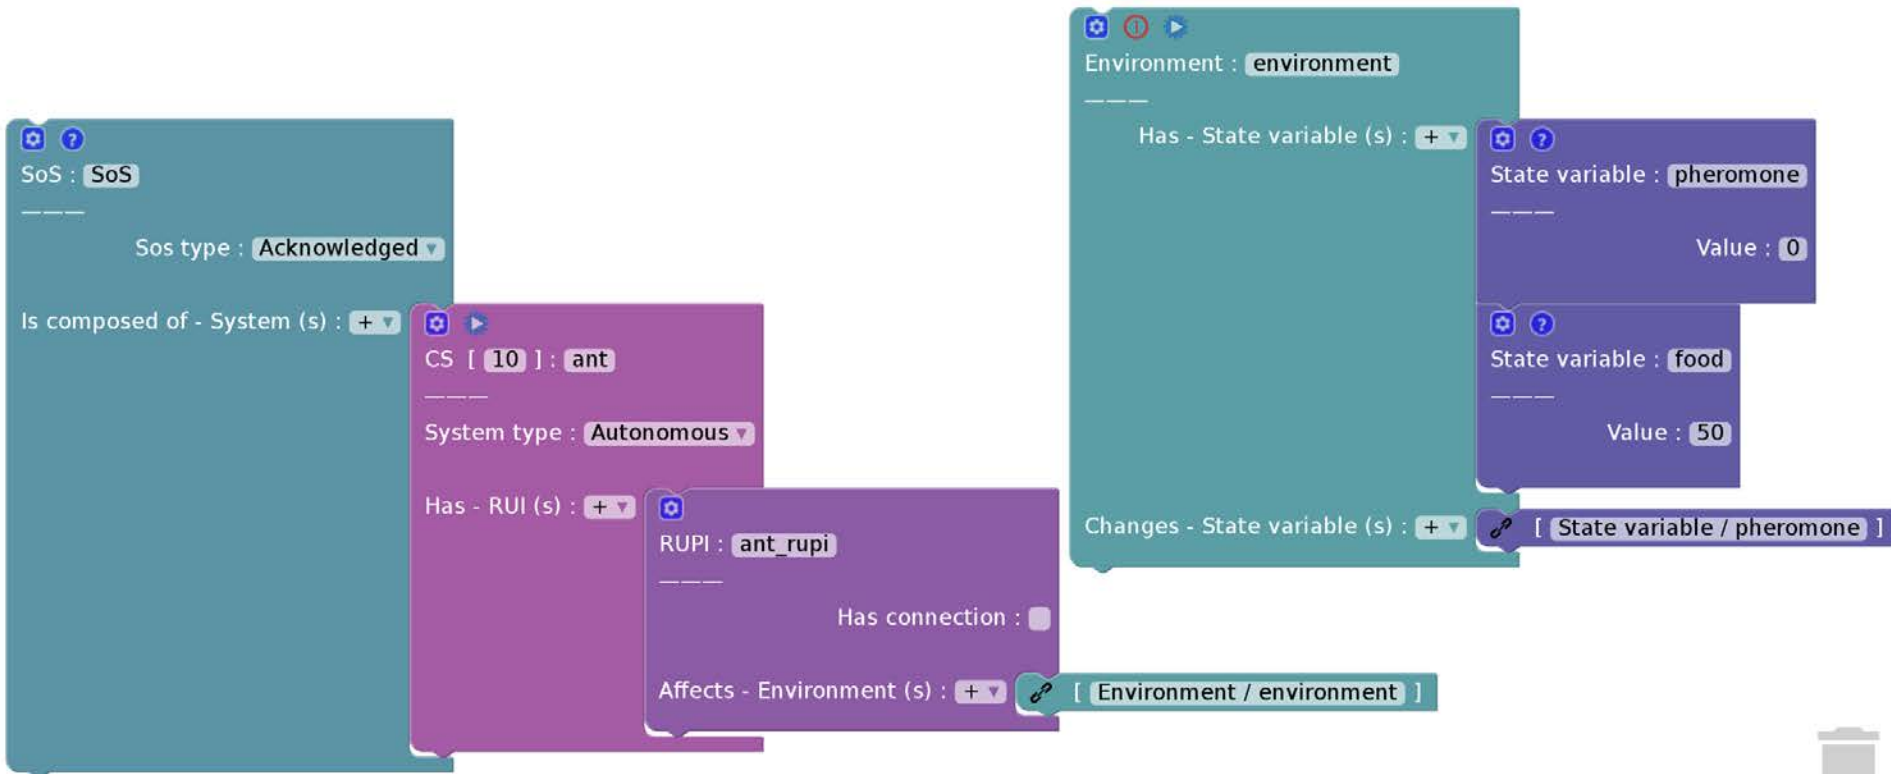 SoS : SoS
———
Sos type : Acknowledged ▼
Is composed of - System (s) : + ▼
CS [ 10 ] : ant
———
System type : Autonomous ▼
Has - RUI (s) : + ▼
RUPI : ant_rupi
———
Has connection :
Affects - Environment (s) : + ▼
[ Environment / environment ]
Environment : environment
———
Has - State variable (s) : + ▼
State variable : pheromone
———
Value : 0
State variable : food
———
Value : 50
Changes - State variable (s) : + ▼
[ State variable / pheromone ]